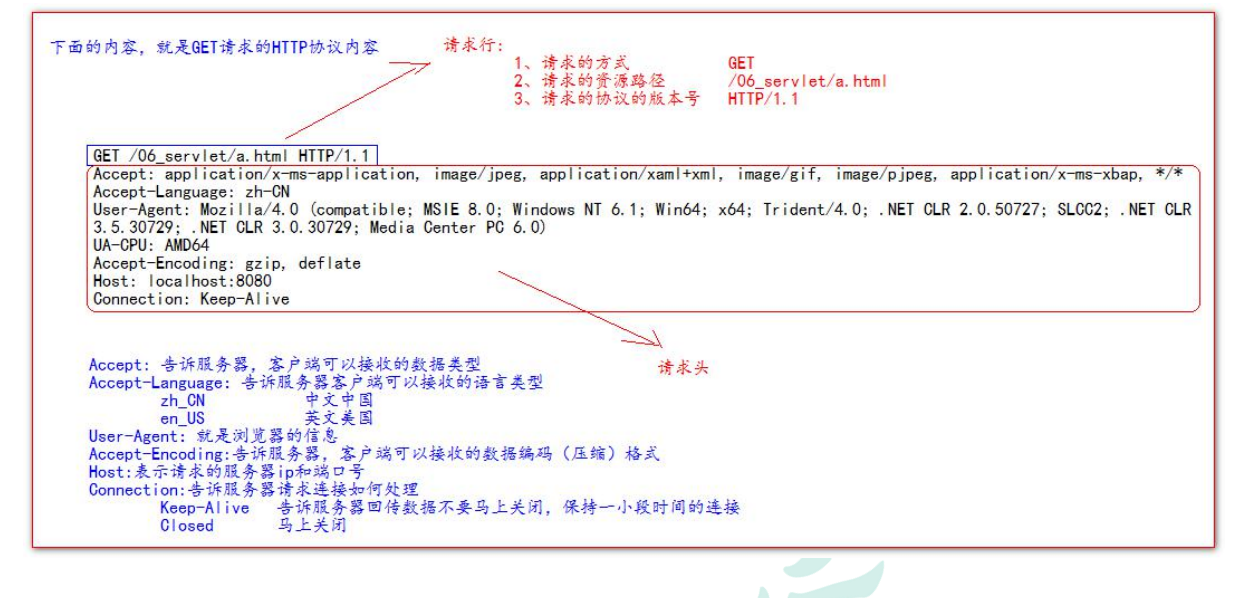 下面的内容, 就是GET请求的HTTP协议内容
请求行:
1、请求的方式 GET
2、请求的资源路径 /06_servlet/a.html
3、请求的协议的版本号 HTTP/1.1
GET /06_servlet/a.html HTTP/1.1
Accept: application/x-ms-application, image/jpeg, application/xaml+xml, image/gif, image/pjpeg, application/x-ms-xbap, */*
Accept-Language: zh-CN
User-Agent: Mozilla/4.0 (compatible; MSIE 8.0; Windows NT 6.1; Win64; x64; Trident/4.0; .NET CLR 2.0.50727; SLCC2; .NET CLR
3.5.30729; .NET CLR 3.0.30729; Media Center PC 6.0)
UA-CPU: AMD64
Accept-Encoding: gzip, deflate
Host: localhost:8080
Connection: Keep-Alive
请求头
Accept: 告诉服务器, 客户端可以接收的数据类型
Accept-Language: 告诉服务器客户端可以接收的语言类型
zh_CN 中文中国
en_US 英文美国
User-Agent: 就是浏览器的信息
Accept-Encoding:告诉服务器, 客户端可以接收的数据编码（压缩）格式
Host:表示请求的服务器ip和端口号
Connection:告诉服务器请求连接如何处理
Keep-Alive 告诉服务器回传数据不要马上关闭, 保持一小段时间的连接
Closed 马上关闭